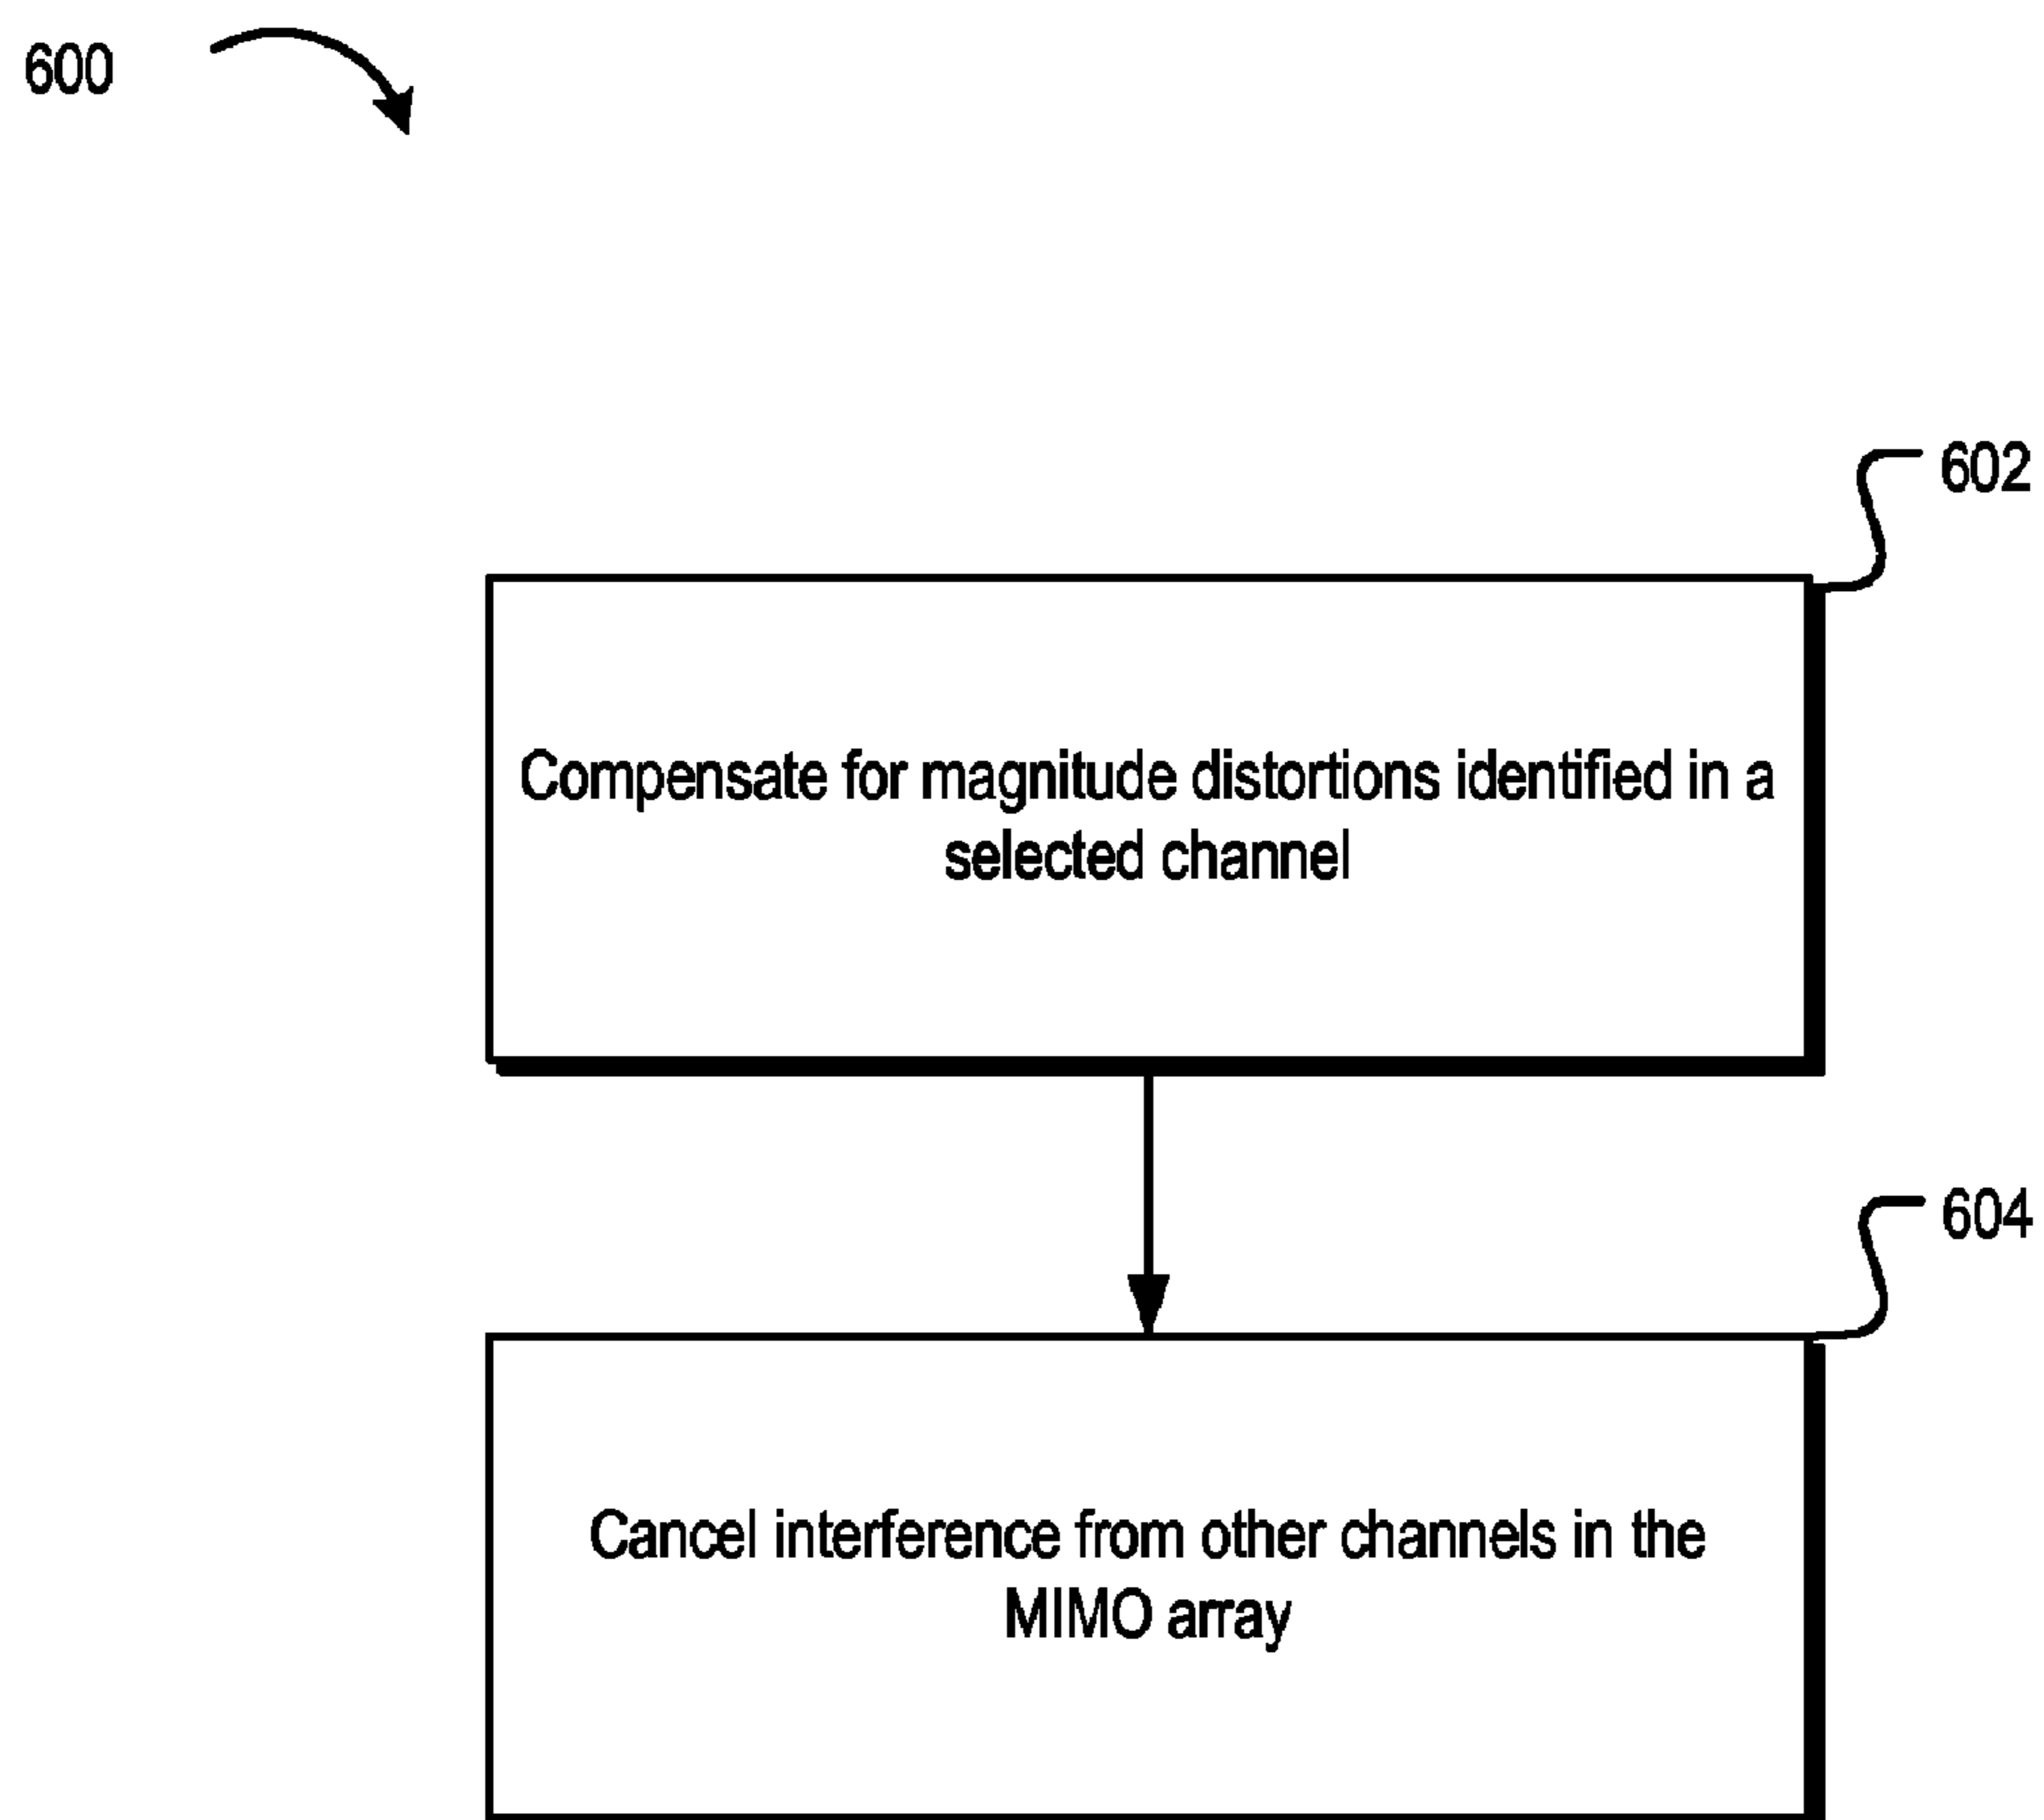 600
602
Compensate for magnitude distortions identified in a
selected channel
604
Cancel interference from other channels in the
MIMO array